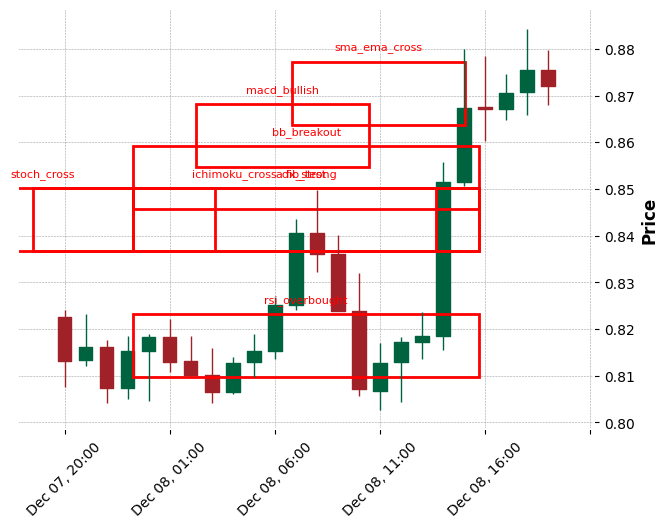 sma_ema_cross
0.88
macd_bullish
0.87
bb_breakout
0.86
stoch_cross
ichimoku_cross
0.85
0.84
Price
0.83
rsi_overbought
0.82
0.81
0.80
Dec 07, 20:00
Dec 08, 01:00
Dec 08, 06:00
Dec 08, 11:00
Dec 08, 16:00